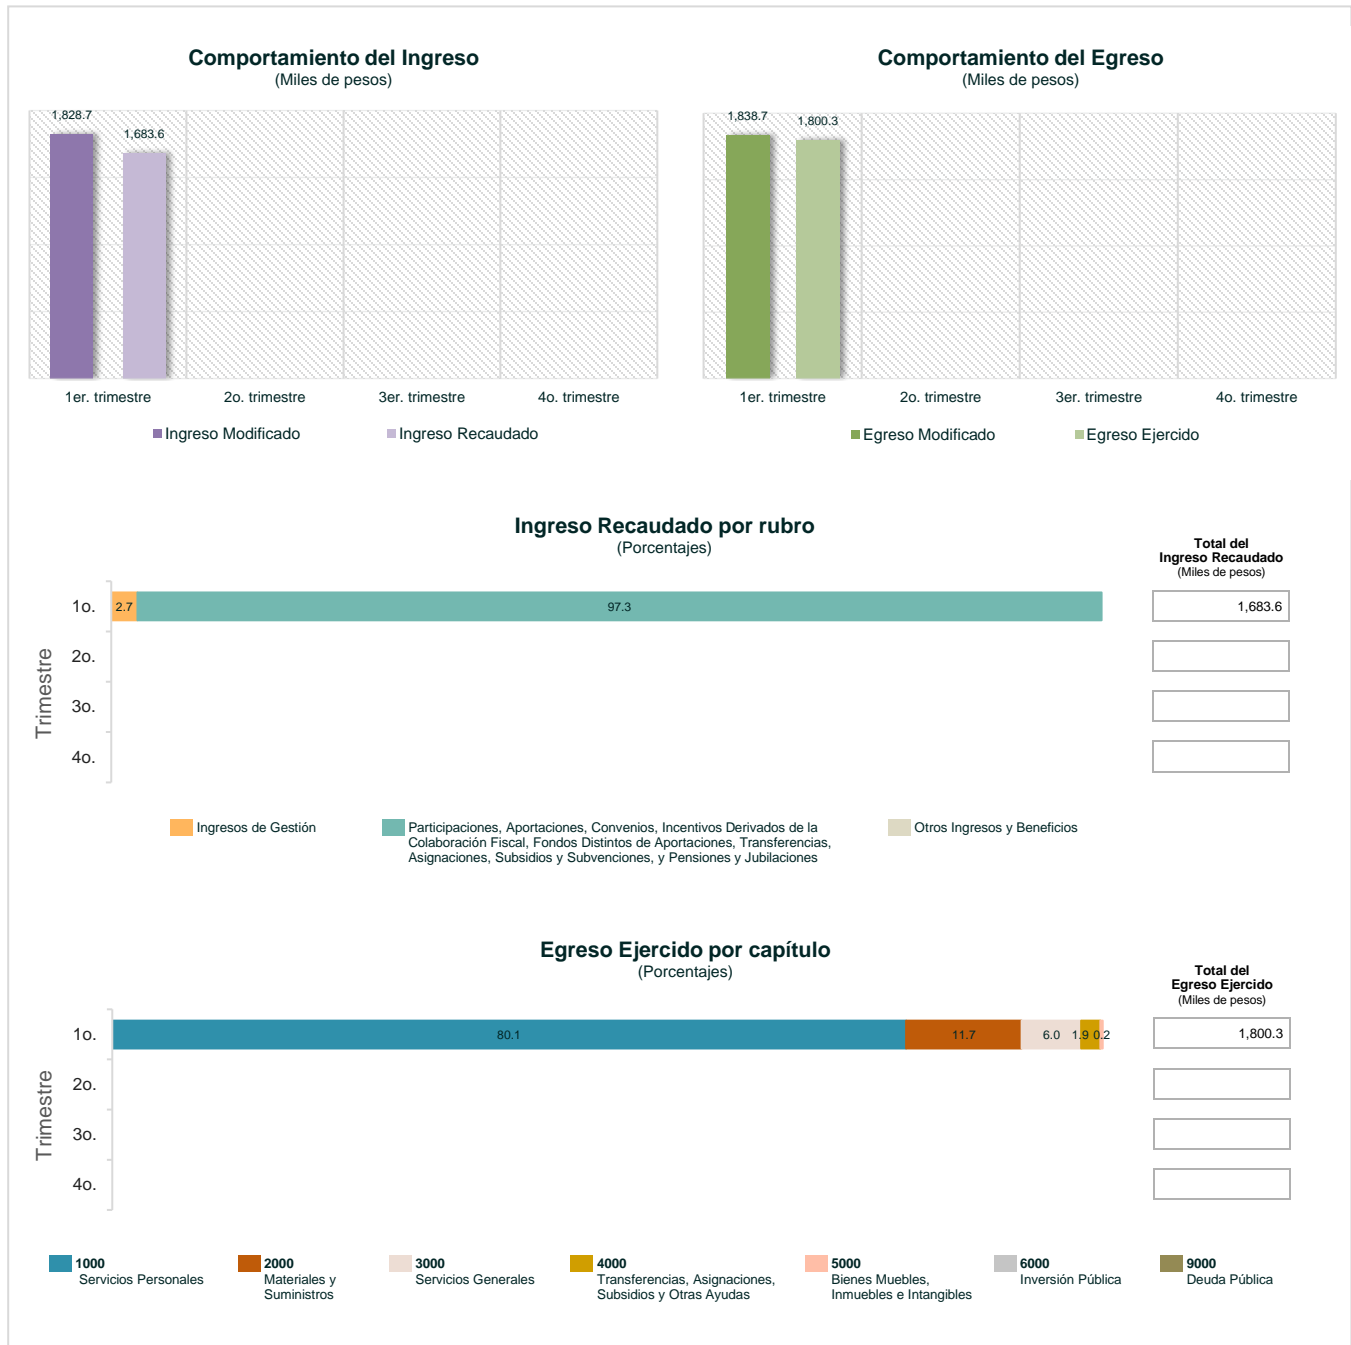 Comportamiento del Ingreso
(Miles de pesos)
1,828.7
1,683.6
1er. trimestre
2o. trimestre
3er. trimestre
4o. trimestre
Ingreso Modificado
Ingreso Recaudado
Comportamiento del Egreso
(Miles de pesos)
1,838.7
1,800.3
1er. trimestre
2o. trimestre
3er. trimestre
4o. trimestre
Egreso Modificado
Egreso Ejercido
Ingreso Recaudado por rubro
(Porcentajes)
Total del
Ingreso Recaudado
(Miles de pesos)
Trimestre
1o.
2.7
97.3
1,683.6
2o.
3o.
4o.
Ingresos de Gestión
Participaciones, Aportaciones, Convenios, Incentivos Derivados de la
Colaboración Fiscal, Fondos Distintos de Aportaciones, Transferencias,
Asignaciones, Subsidios y Subvenciones, y Pensiones y Jubilaciones
Otros Ingresos y Beneficios
Egreso Ejercido por capítulo
(Porcentajes)
Total del
Egreso Ejercido
(Miles de pesos)
Trimestre
1o.
80.1
11.7
6.0
1.9
0.2
1,800.3
2o.
3o.
4o.
1000
Servicios Personales
2000
Materiales y
Suministros
3000
Servicios Generales
4000
Transferencias, Asignaciones,
Subsidios y Otras Ayudas
5000
Bienes Muebles,
Inmuebles e Intangibles
6000
Inversión Pública
9000
Deuda Pública